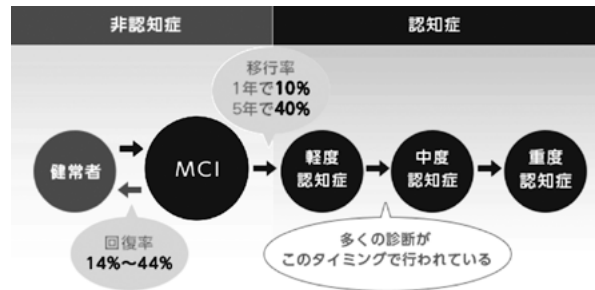 非認知症
認知症
移行率
1年で10%
5年で40%
健常者
MCI
軽度
認知症
中度
認知症
重度
認知症
回復率
14%～44%
多くの診断が
このタイミングで行われている